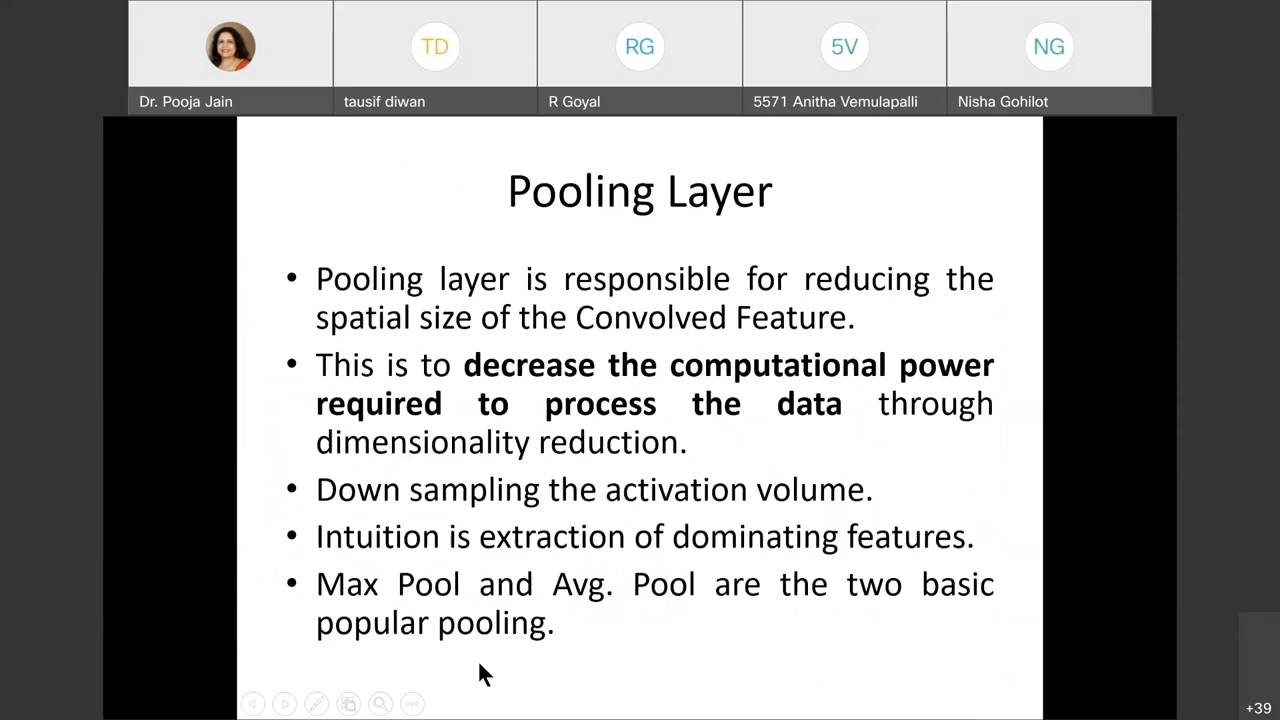 TD
RG
5V
NG
Dr. Pooja Jain
tausif diwan
R Goyal
5571 Anitha Vemulapalli
Nisha Gohilot
Pooling Layer
• Pooling layer is responsible for reducing the
spatial size of the Convolved Feature.
• This is to decrease the computational power
required to process the data through
dimensionality reduction.
• Down sampling the activation volume.
• Intuition is extraction of dominating features.
• Max Pool and Avg. Pool are the two basic
popular pooling.
+39